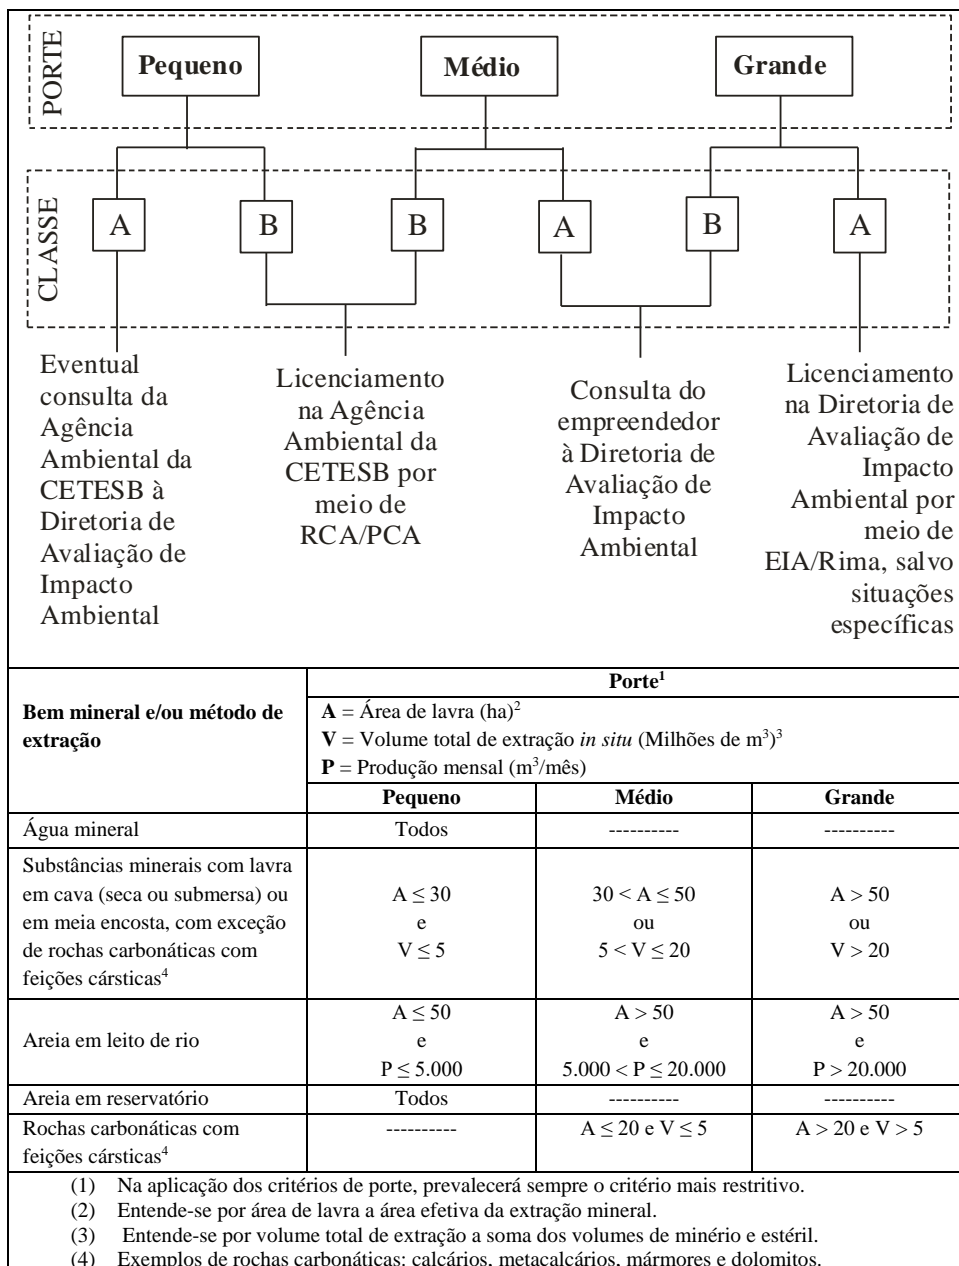 PORTE
Pequeno
Médio
Grande
CLASSE
A
B
B
A
B
A
Eventual
consulta da
Agência
Ambiental da
CETESB à
Diretoria de
Avaliação de
Impacto
Ambiental
Licenciamento
na Agência
Ambiental da
CETESB por
meio de
RCA/PCA
Consulta do
empreendedor
à Diretoria de
Avaliação de
Impacto
Ambiental
Licenciamento
na Diretoria de
Avaliação de
Impacto
Ambiental por
meio de
EIA/Rima, salvo
situações
específicas
Bem mineral e/ou método de
extração
Porte¹
A = Área de lavra (ha)²
V = Volume total de extração in situ (Milhões de m³)³
P = Produção mensal (m³/mês)
Pequeno
Médio
Grande
Água mineral
Todos
----------
----------
Substâncias minerais com lavra
em cava (seca ou submersa) ou
em meia encosta, com exceção
de rochas carbonáticas com
feições cársticas⁴
A ≤ 30
e
V ≤ 5
30 < A ≤ 50
ou
5 < V ≤ 20
A > 50
ou
V > 20
Areia em leito de rio
A ≤ 50
e
P ≤ 5.000
A > 50
e
5.000 < P ≤ 20.000
A > 50
e
P > 20.000
Areia em reservatório
Todos
----------
----------
Rochas carbonáticas com
feições cársticas⁴
----------
A ≤ 20 e V ≤ 5
A > 20 e V > 5
(1) Na aplicação dos critérios de porte, prevalecerá sempre o critério mais restritivo.
(2) Entende-se por área de lavra a área efetiva da extração mineral.
(3) Entende-se por volume total de extração a soma dos volumes de minério e estéril.
(4) Exemplos de rochas carbonáticas: calcários, metacalcários, mármores e dolomitos.